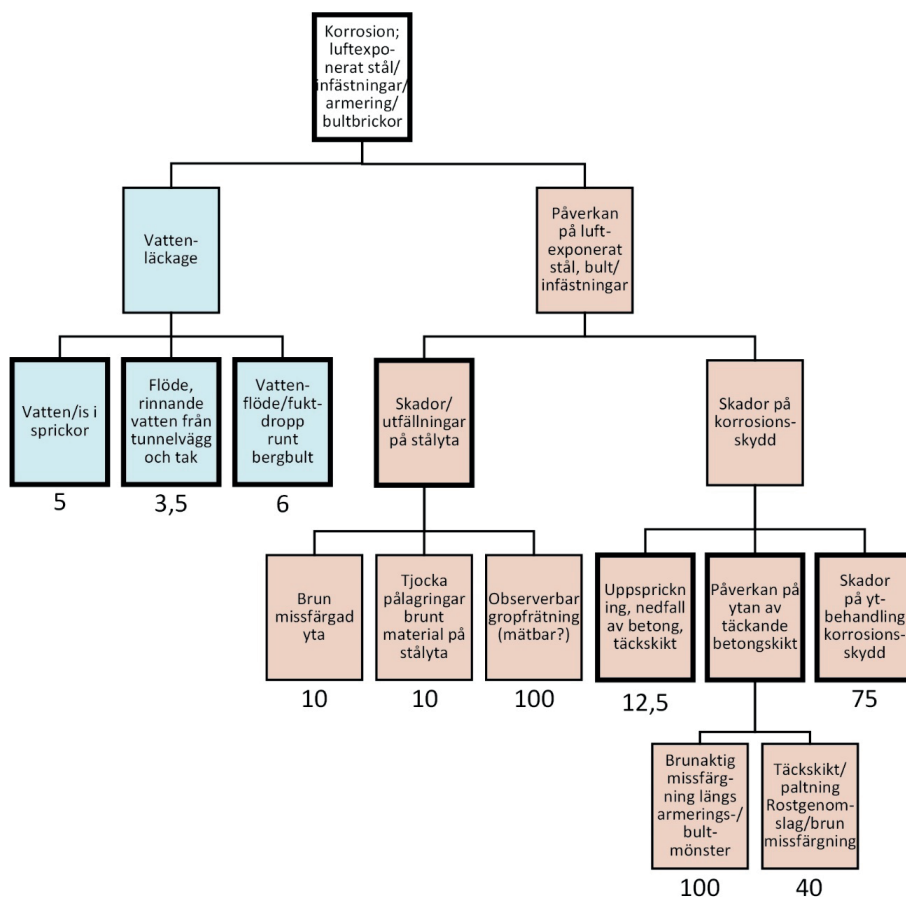 Korrosion;
luftexpo-
nerat stål/
infästningar/
armering/
bultbrickor
Vatten-
läckage
Påverkan
på luft-
exponerat
stål, bult/
infästningar
Vatten/is i
sprickor
5
Flöde,
rinnande
vatten från
tunnelvägg
och tak
3,5
Vatten-
flöde/fukt-
dropp
runt
bergbult
6
Skador/
utfällningar
på stålyta
Skador på
korrosions-
skydd
Brun
missfärgad
yta
10
Tjocka
pålagringar
brunt
material på
stålyta
10
Observerbar
gropfrätning
(mätbar?)
100
Uppsprickn
ing, nedfall
av betong,
täckskikt
12,5
Påverkan på
ytan av
täckande
betongskikt
Skador
på yt-
behandling
korrosions-
skydd
75
Brunaktig
missfärg-
ning längs
armerings-/
bult-
mönster
100
Täckskikt/
paltning
Rostgenom-
slag/brun
missfärgning
40